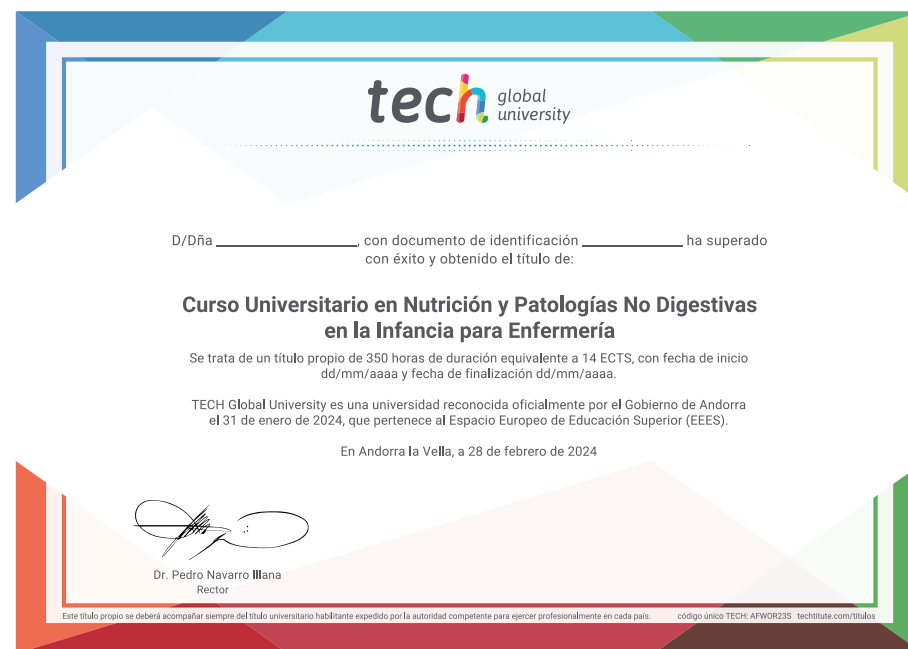 tech global
university
D/Dña ____________, con documento de identificación ____________ ha superado
con éxito y obtenido el título de:
Curso Universitario en Nutrición y Patologías No Digestivas
en la Infancia para Enfermería
Se trata de un título propio de 350 horas de duración equivalente a 14 ECTS, con fecha de inicio
dd/mm/aaaa y fecha de finalización dd/mm/aaaa.
TECH Global University es una universidad reconocida oficialmente por el Gobierno de Andorra
el 31 de enero de 2024, que pertenece al Espacio Europeo de Educación Superior (EEES).
En Andorra la Vella, a 28 de febrero de 2024
Dr. Pedro Navarro Illana
Rector
Este título propio se deberá acompañar siempre del título universitario habilitante expedido por la autoridad competente para ejercer profesionalmente en cada país. código único TECH: AFWOR23S techtitute.com/titulos